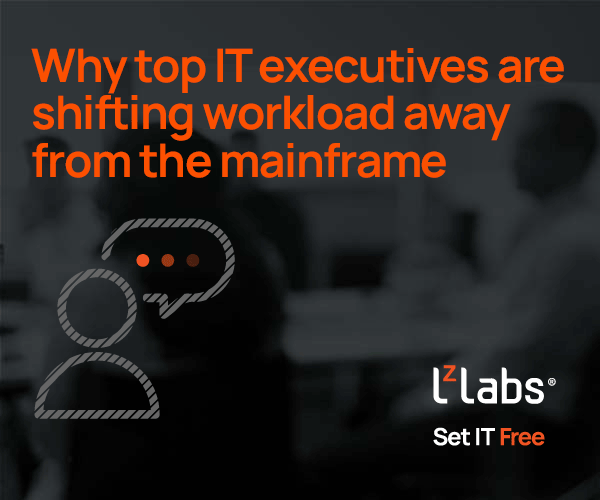 Why top IT executives are
shifting workload away
from the mainframe
LzLabs®
Set IT Free